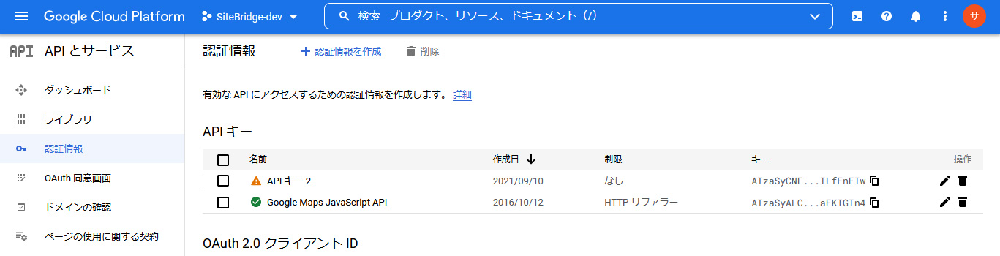 Google Cloud Platform SiteBridge-dev 検索 プロダクト、リソース、ドキュメント（/） サ
API API とサービス
認証情報 + 認証情報を作成 削除
ダッシュボード
ライブラリ
認証情報
OAuth 同意画面
ドメインの確認
ページの使用に関する契約
有効な API にアクセスするための認証情報を作成します。 詳細
API キー
名前 作成日 制限 キー 操作
API キー 2 2021/09/10 なし AIzaSyCNF...ILfEnEIw
Google Maps JavaScript API 2016/10/12 HTTP リファラー AIzaSyALC...aEKIGIn4
OAuth 2.0 クライアント ID